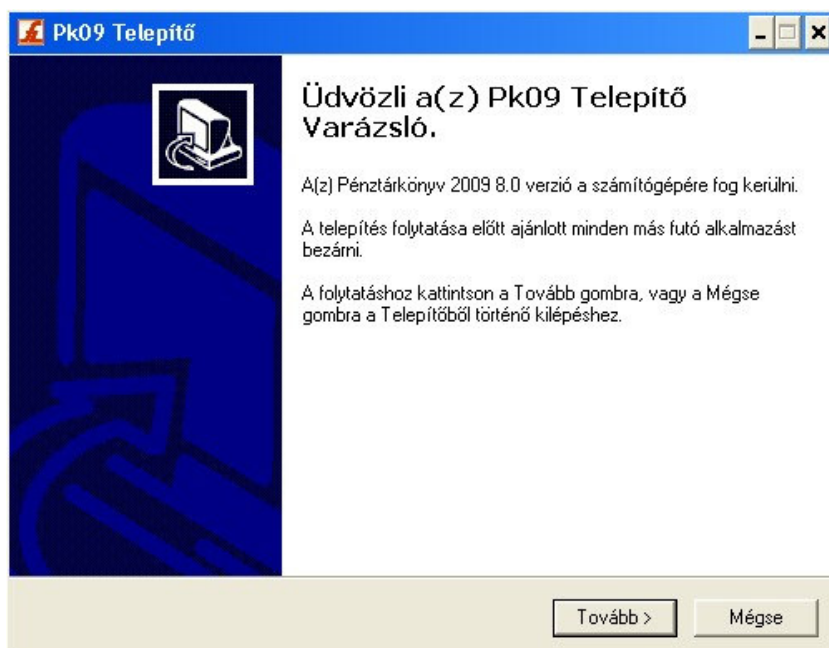 Pk09 Telepítő
Üdvözli a(z) Pk09 Telepítő
Varázsló.
A(z) Pénztárkönyv 2009 8.0 verzió a számítógépére fog kerülni.
A telepítés folytatása előtt ajánlott minden más futó alkalmazást
bezárni.
A folytatáshoz kattintson a Tovább gombra, vagy a Mégse
gombra a Telepítőből történő kilépéshez.
Tovább >
Mégse